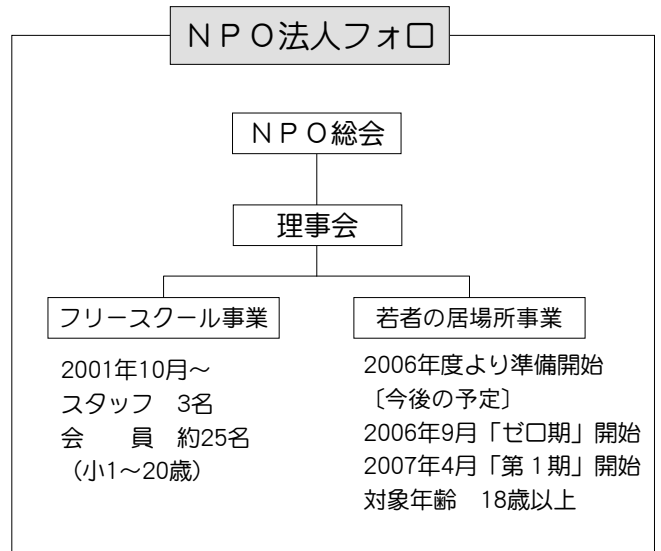 ＮＰＯ法人フォロ
ＮＰＯ総会
理事会
フリースクール事業
2001年10月～
スタッフ　3名
会　　員　約25名
（小1～20歳）
若者の居場所事業
2006年度より準備開始
〔今後の予定〕
2006年9月「ゼロ期」開始
2007年4月「第１期」開始
対象年齢　18歳以上